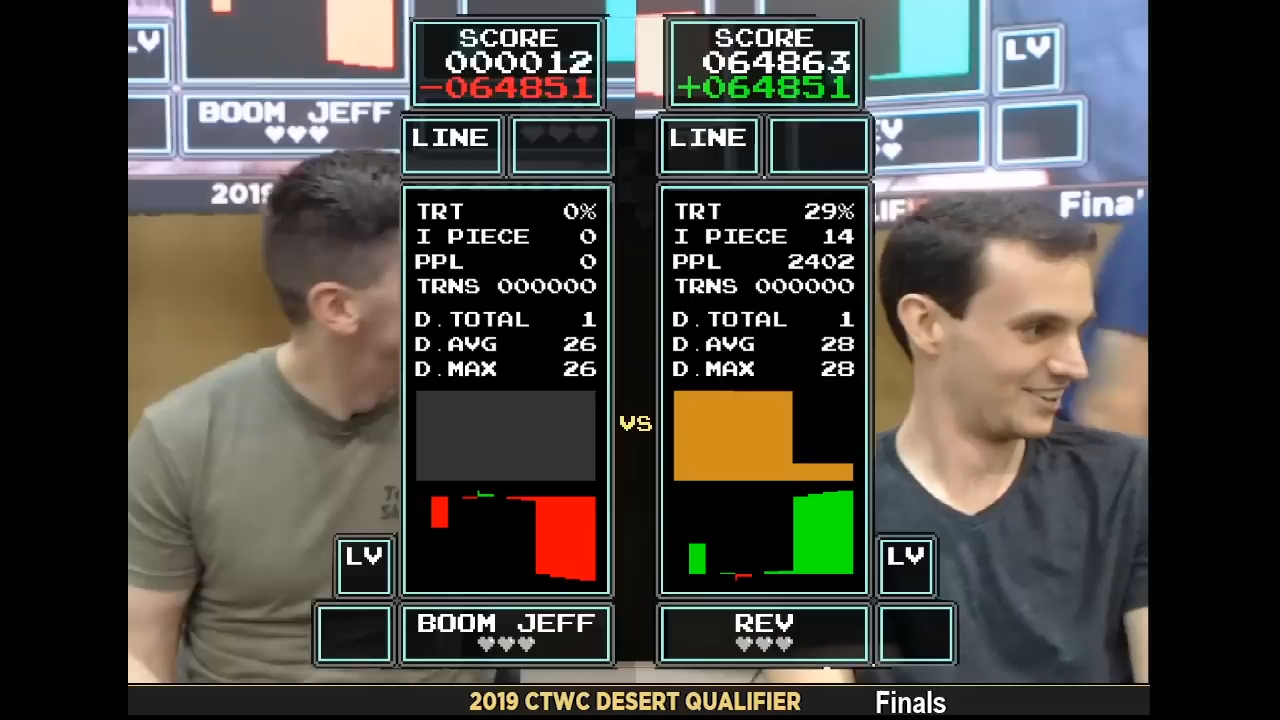 LV
BOOM JEFF
2019
SCORE
000012
-064851
LINE
TRT 0%
I PIECE 0
PPL 0
TRNS 000000
D.TOTAL 1
D.AVG 26
D.MAX 26
LV
BOOM JEFF
VS
SCORE
064863
+064851
LINE
TRT 29%
I PIECE 14
PPL 2402
TRNS 000000
D.TOTAL 1
D.AVG 28
D.MAX 28
LV
REV
LV
2019 CTWC DESERT QUALIFIER Finals